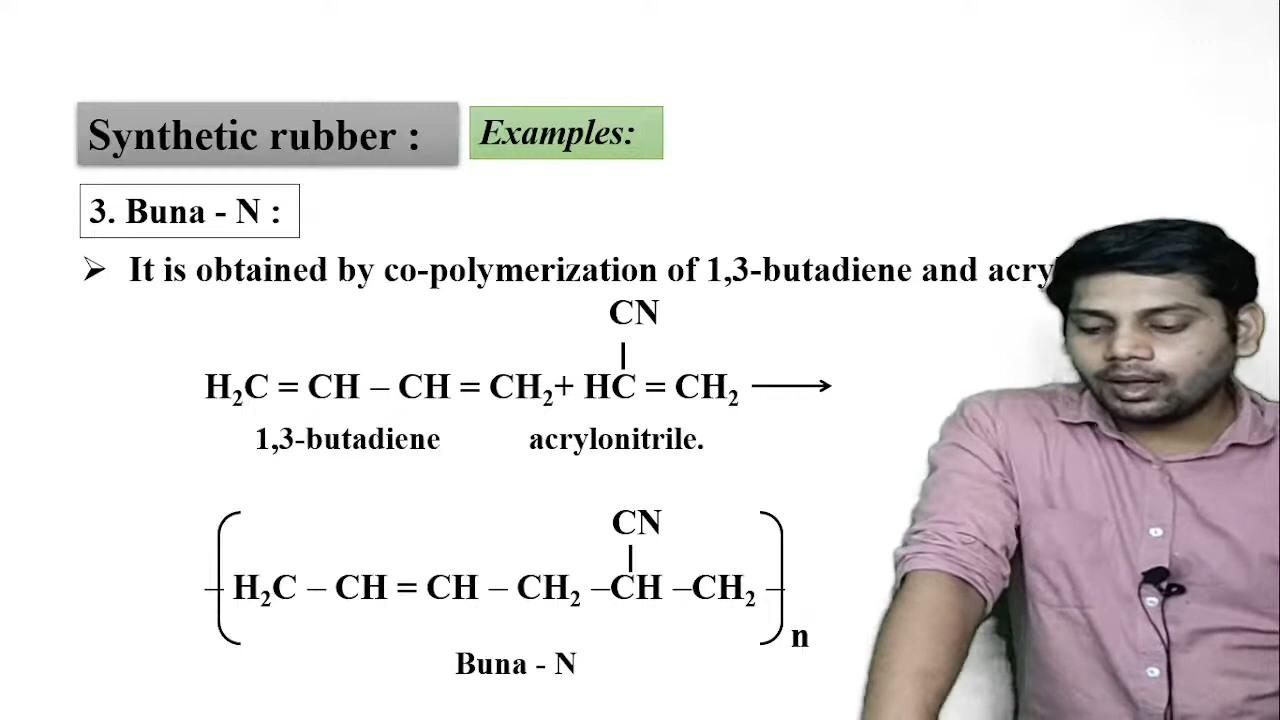 Synthetic rubber :
Examples:
3. Buna - N :
➢ It is obtained by co-polymerization of 1,3-butadiene and
CN
H₂C = CH – CH = CH₂+ HC = CH₂ ⟶
1,3-butadiene acrylonitrile.
CN
– H₂C – CH = CH – CH₂ –CH –CH₂ –
n
Buna - N